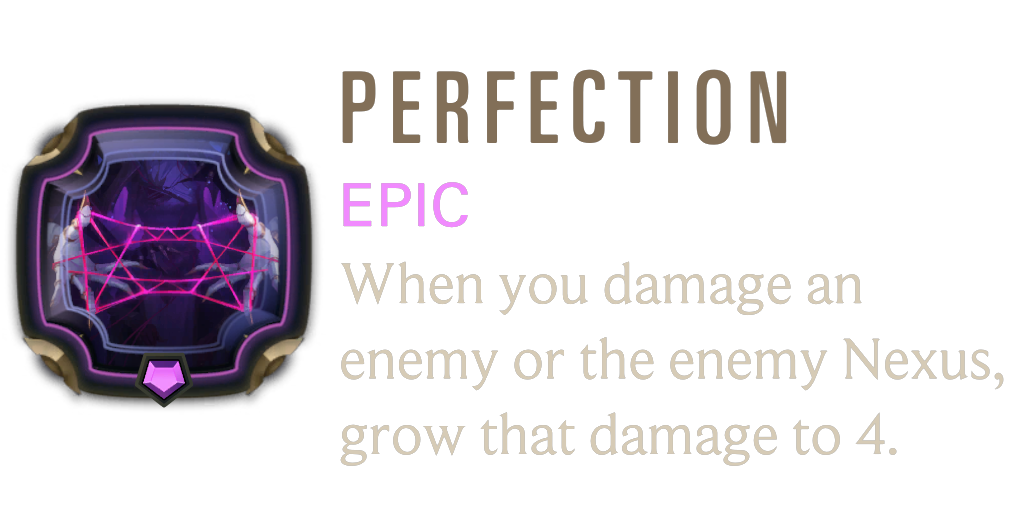 PERFECTION
EPIC
When you damage an
enemy or the enemy Nexus,
grow that damage to 4.